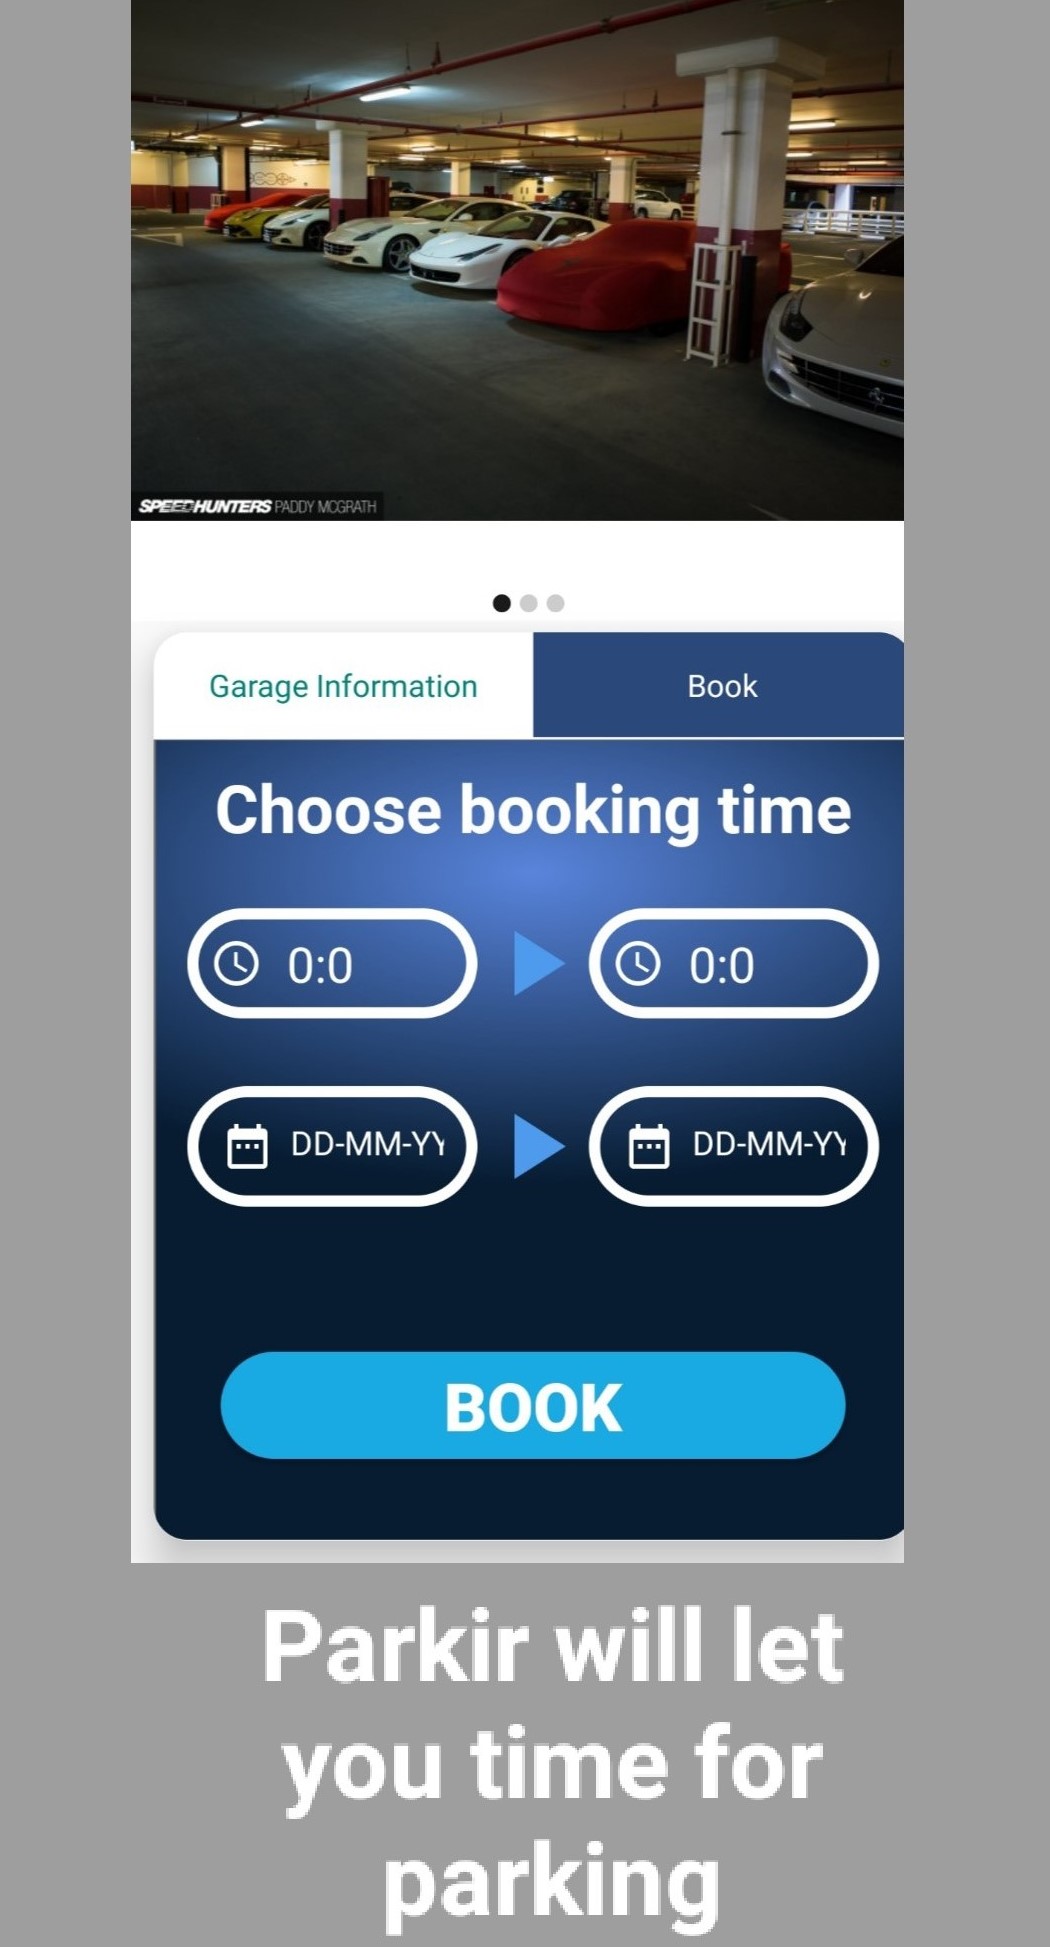 SPEEDHUNTERS PADDY MCGRATH
Garage Information
Book
Choose booking time
0:0
0:0
DD-MM-YY
DD-MM-YY
BOOK
Parkir will let
you time for
parking